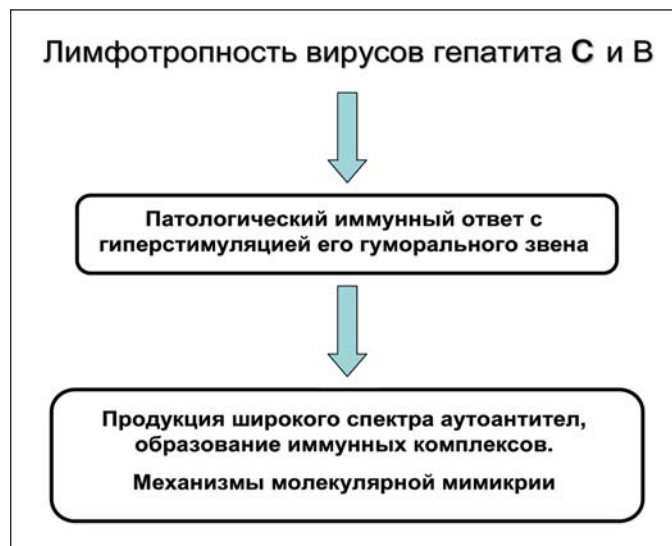 Лимфотропность вирусов гепатита С и В
Патологический иммунный ответ с
гиперстимуляцией его гуморального звена
Продукция широкого спектра аутоантител,
образование иммунных комплексов.
Механизмы молекулярной мимикрии